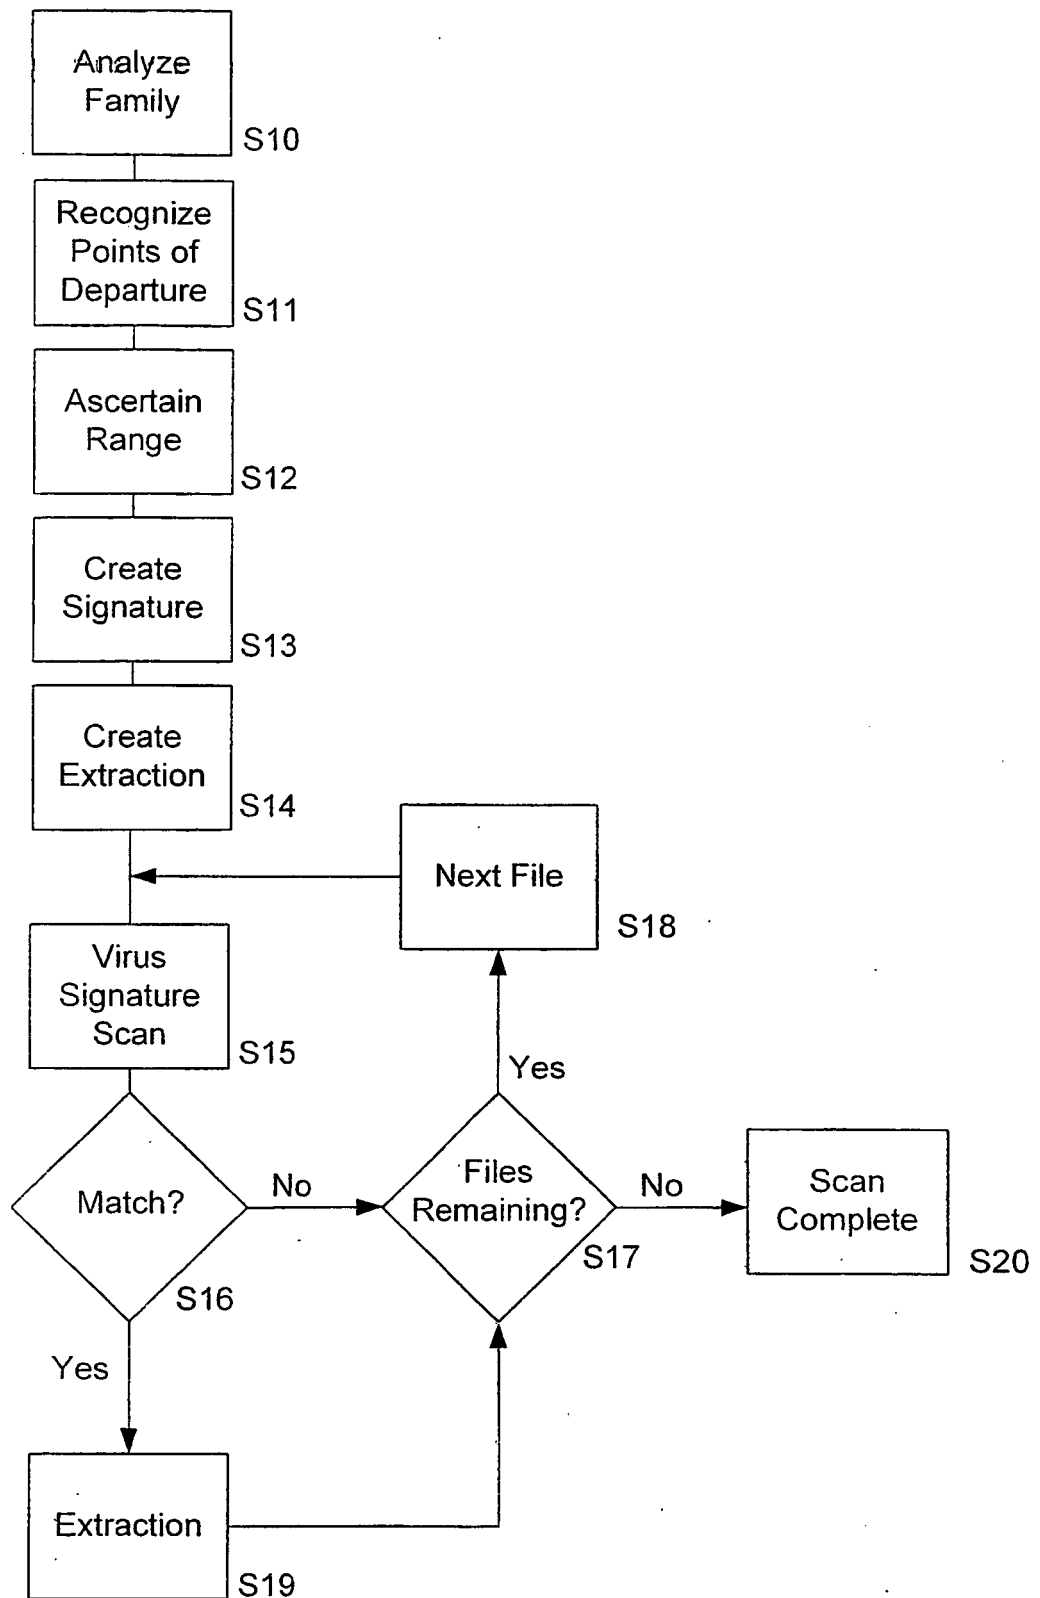 Analyze
Family
S10
Recognize
Points of
Departure
S11
Ascertain
Range
S12
Create
Signature
S13
Create
Extraction
S14
Next File
S18
Virus
Signature
Scan
S15
Yes
Match?
S16
No
Files
Remaining?
S17
No
Scan
Complete
S20
Yes
Extraction
S19